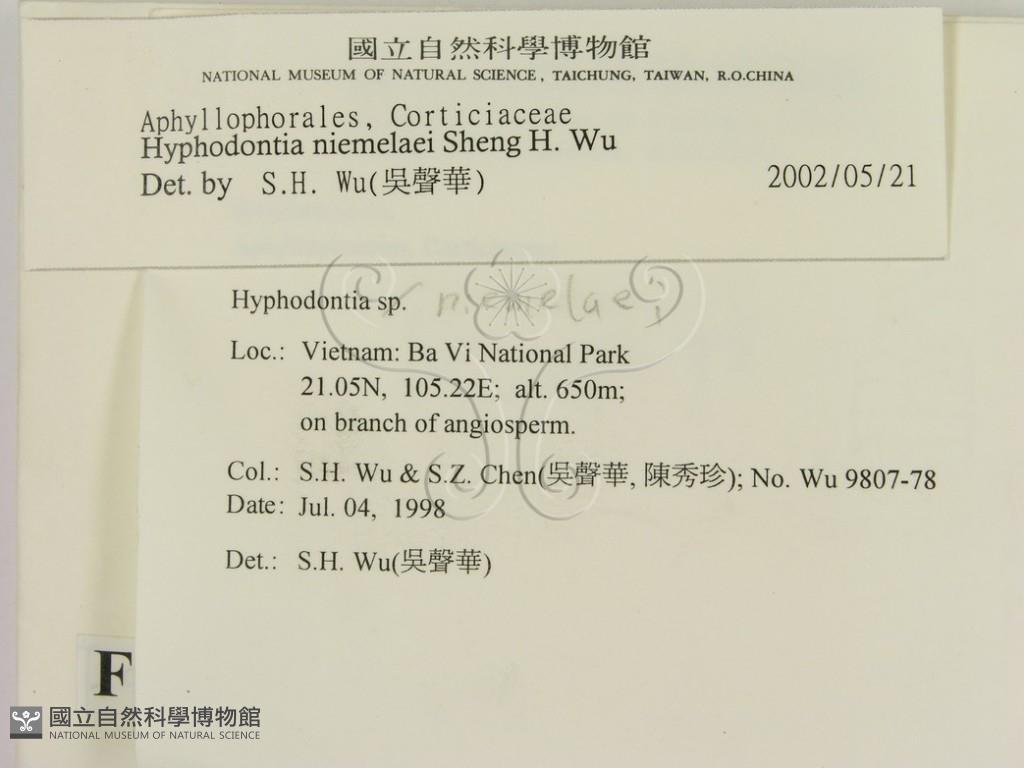 國立自然科學博物館
NATIONAL MUSEUM OF NATURAL SCIENCE, TAICHUNG, TAIWAN, R.O.CHINA
Aphyllophorales, Corticiaceae
Hyphodontia niemelaei Sheng H. Wu
Det. by S.H. Wu(吳聲華) 2002/05/21
Hyphodontia sp. niemelaei
Loc.: Vietnam: Ba Vi National Park
21.05N, 105.22E; alt. 650m;
on branch of angiosperm.
Col.: S.H. Wu & S.Z. Chen(吳聲華, 陳秀珍); No. Wu 9807-78
Date: Jul. 04, 1998
Det.: S.H. Wu(吳聲華)
F
國立自然科學博物館
NATIONAL MUSEUM OF NATURAL SCIENCE